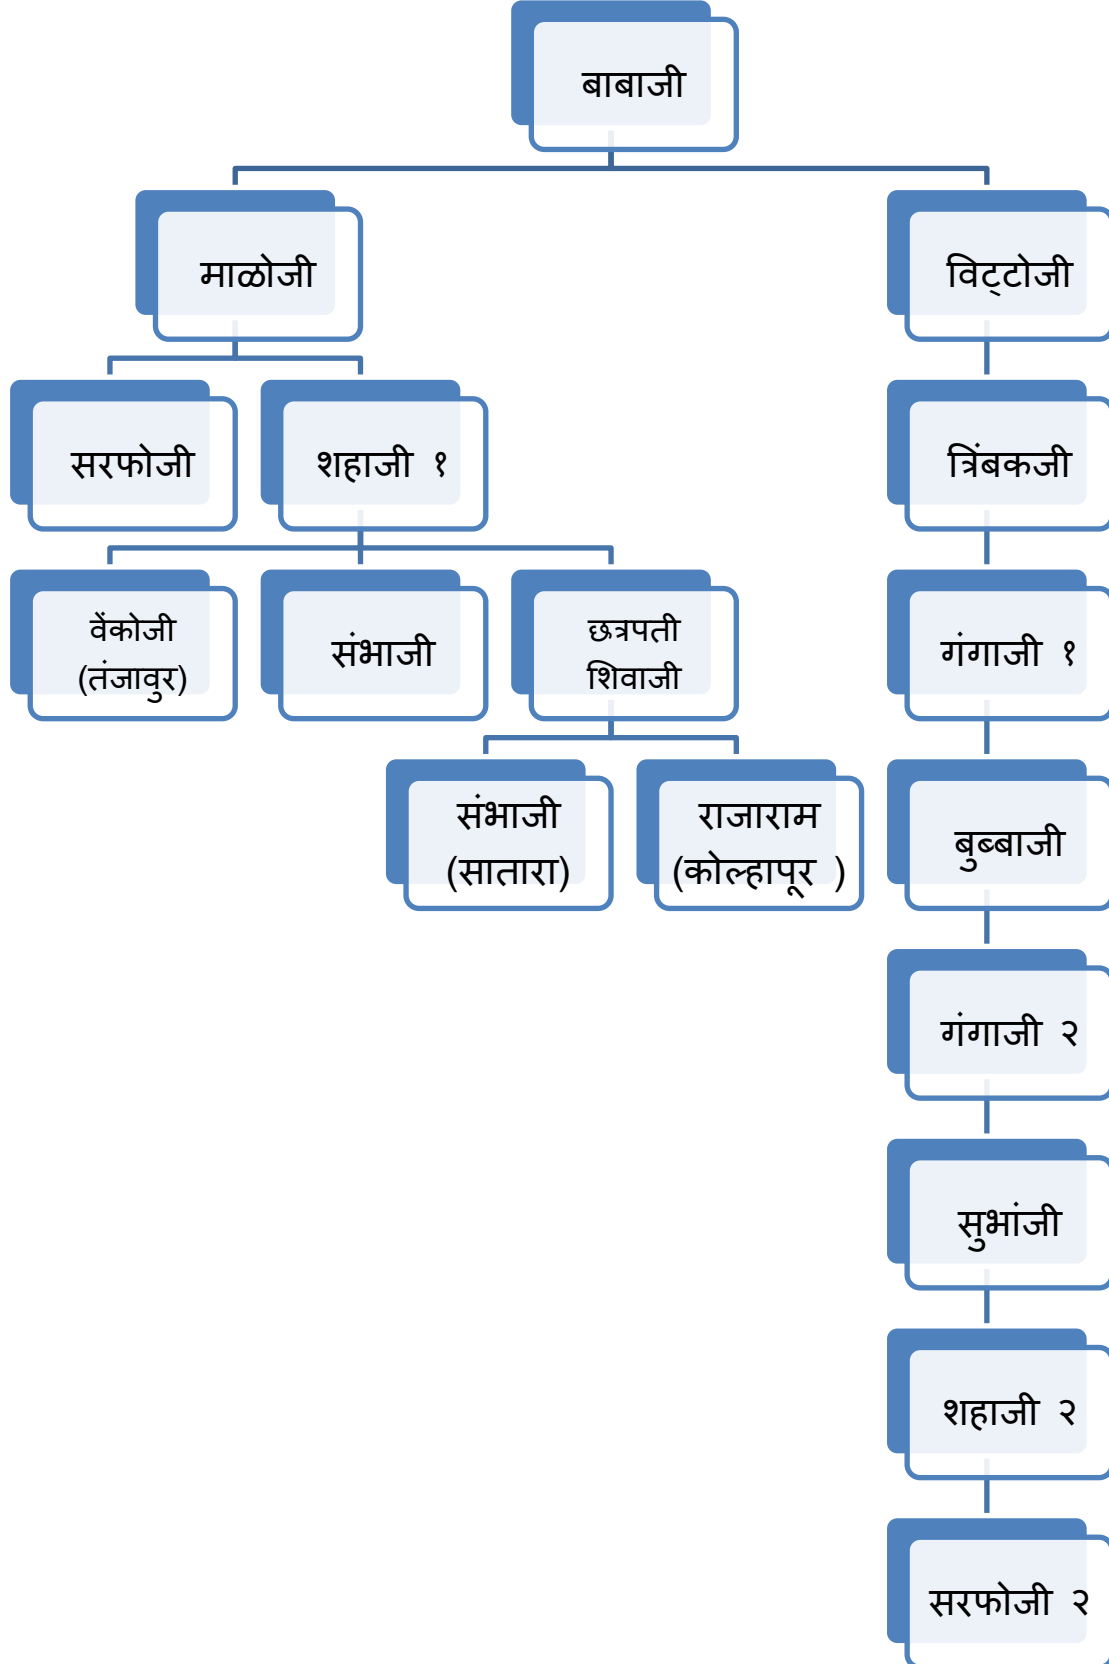 बाबाजी
माळोजी
विट्टोजी
सरफोजी
शहाजी १
त्रिंबकजी
वेंकोजी
(तंजावुर)
संभाजी
छत्रपती
शिवाजी
गंगाजी १
संभाजी
(सातारा)
राजाराम
(कोल्हापूर )
बुब्बाजी
गंगाजी २
सुभांजी
शहाजी २
सरफोजी २